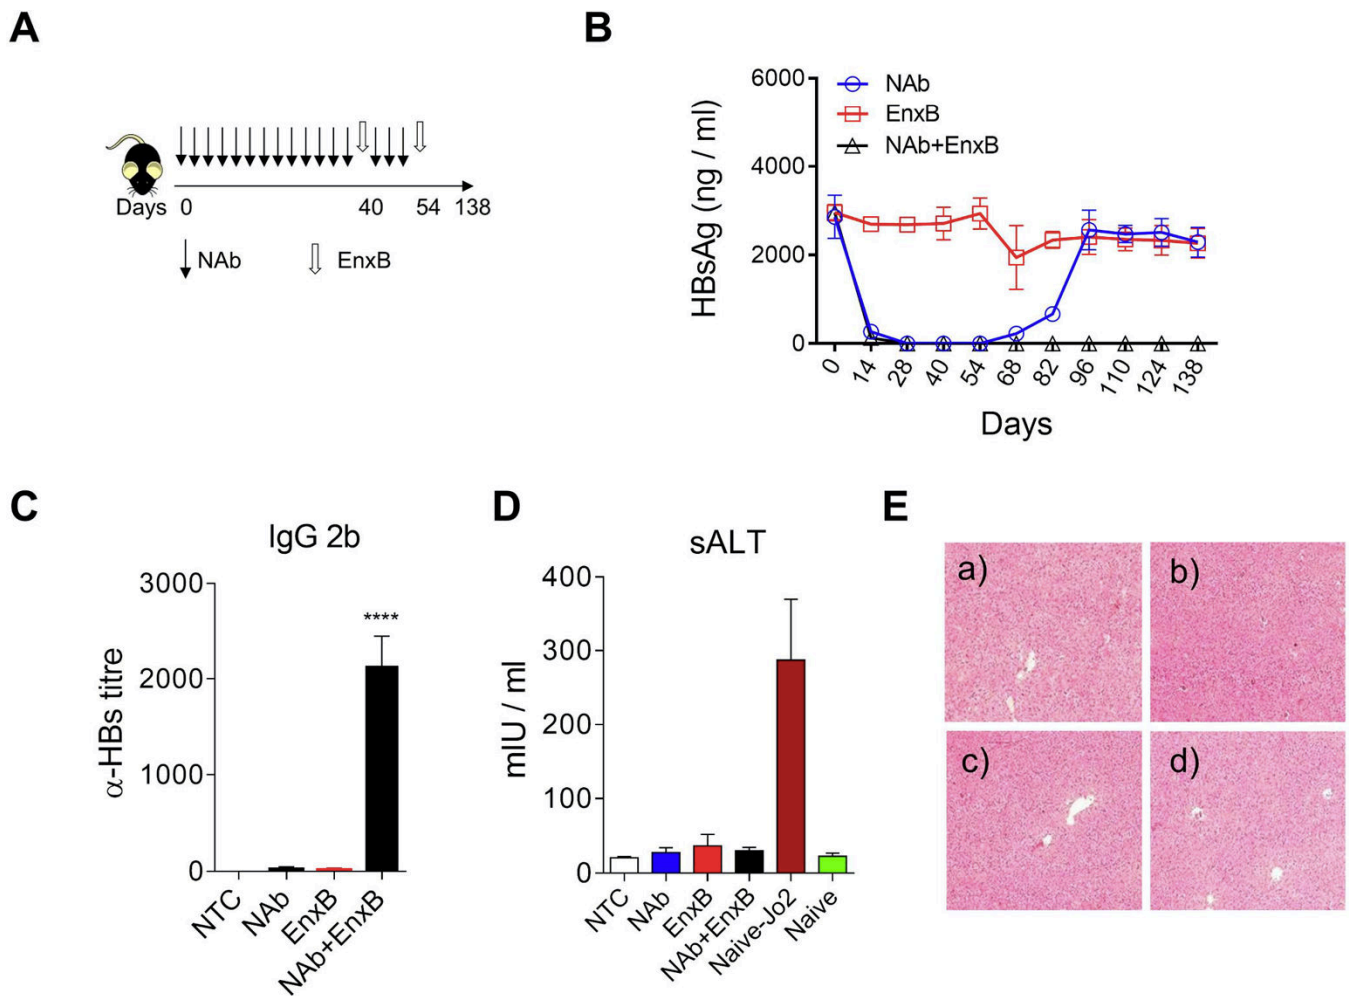 A
Days 0 40 54 138
NAb EnxB
B
HBsAg (ng / ml)
6000
4000
2000
0
NAb
EnxB
NAb+EnxB
0 14 28 40 54 68 82 96 110 124 138
Days
C
IgG 2b
α-HBs titre
3000
2000
1000
0
****
NTC NAb EnxB NAb+EnxB
D
sALT
mIU / ml
400
300
200
100
0
NTC NAb EnxB NAb+EnxB Naive-Jo2 Naive
E
a) b)
c) d)